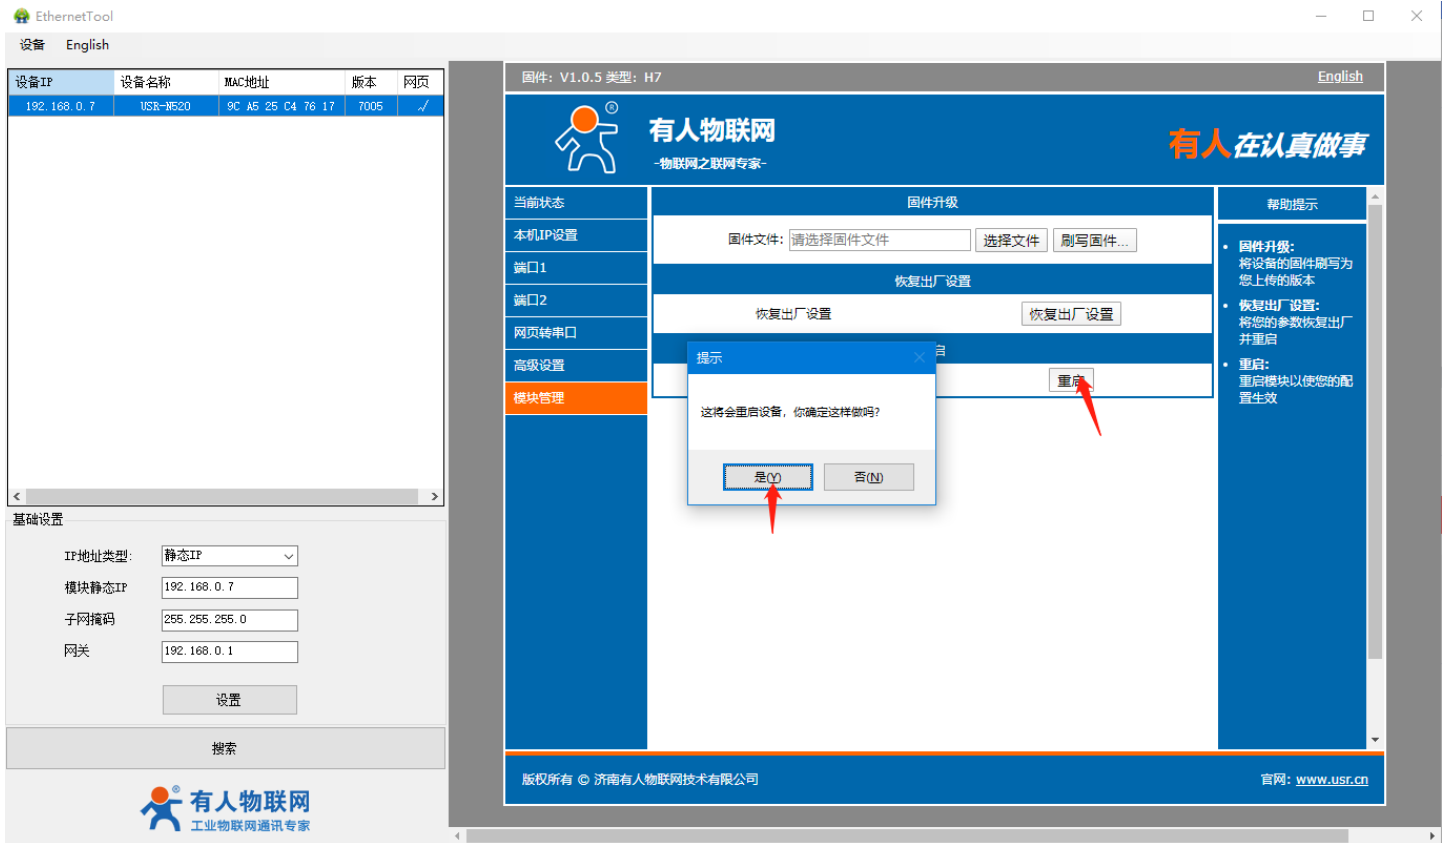 EthernetTool
设备 English
设备IP 设备名称 MAC地址 版本 网页
192.168.0.7 USR-N520 9C A5 25 C4 76 17 7005 √
基础设置
IP地址类型: 静态IP
模块静态IP 192.168.0.7
子网掩码 255.255.255.0
网关 192.168.0.1
设置
搜索
有人物联网
工业物联网通讯专家
固件: V1.0.5 类型: H7 English
有人物联网
-物联网之联网专家-
有人在认真做事
当前状态
本机IP设置
端口1
端口2
网页转串口
高级设置
模块管理
固件升级
固件文件: 请选择固件文件 选择文件 刷写固件...
恢复出厂设置
恢复出厂设置 恢复出厂设置
启
重启
提示
这将会重启设备，你确定这样做吗?
是(Y) 否(N)
帮助提示
• 固件升级:
将设备的固件刷写为
您上传的版本
• 恢复出厂设置:
将您的参数恢复出厂
并重启
• 重启:
重启模块以使您的配
置生效
版权所有 © 济南有人物联网技术有限公司 官网: www.usr.cn